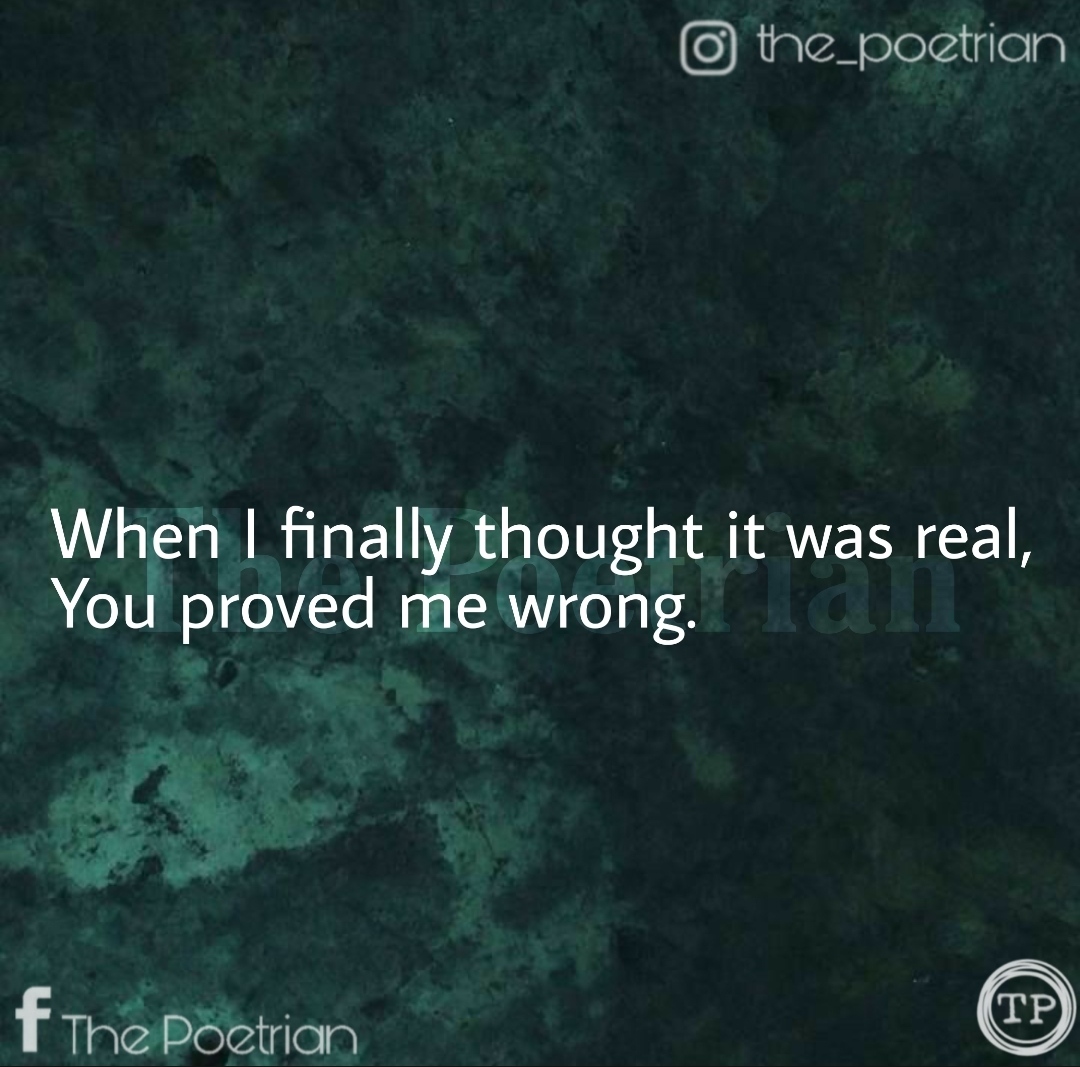 the_poetrian
When I finally thought it was real,
You proved me wrong.
The Poetrian
f The Poetrian
TP